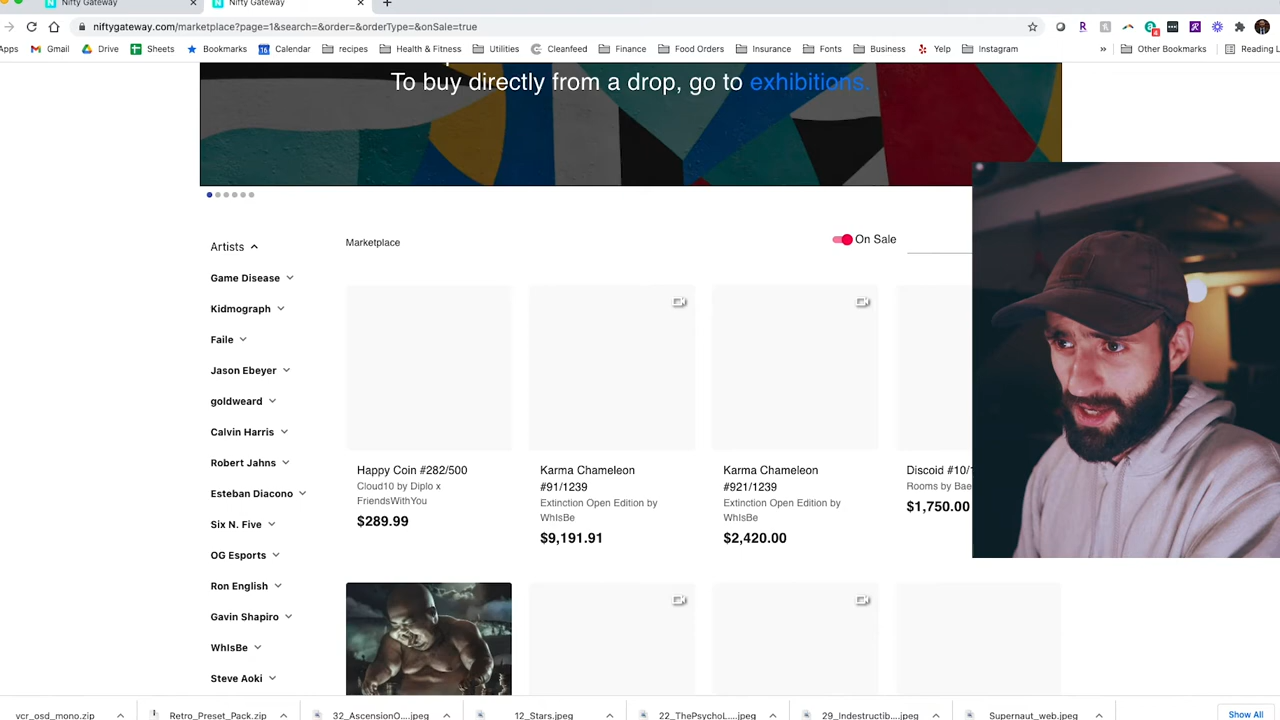 Nifty Gateway
Nifty Gateway
niftygateway.com/marketplace?page=1&search=&order=&orderType=&onSale=true
Apps
Gmail
Drive
Sheets
Bookmarks
Calendar
recipes
Health & Fitness
Utilities
Cleanfeed
Finance
Food Orders
Insurance
Fonts
Business
Yelp
Instagram
»
Other Bookmarks
Reading
To buy directly from a drop, go to exhibitions.
Artists
Marketplace
On Sale
Game Disease
Kidmograph
Faile
Jason Ebeyer
goldweard
Calvin Harris
Robert Jahns
Esteban Diacono
Six N. Five
OG Esports
Ron English
Gavin Shapiro
WhIsBe
Steve Aoki
Happy Coin #282/500
Cloud10 by Diplo x
FriendsWithYou
$289.99
Karma Chameleon
#91/1239
Extinction Open Edition by
WhIsBe
$9,191.91
Karma Chameleon
#921/1239
Extinction Open Edition by
WhIsBe
$2,420.00
Discoid #10/
Rooms by Bae
$1,750.00
vcr_osd_mono.zip
Retro_Preset_Pack.zip
32_AscensionO....jpeg
12_Stars.jpeg
22_ThePsychoL....jpeg
29_Indestructib....jpeg
Supernaut_web.jpeg
Show All